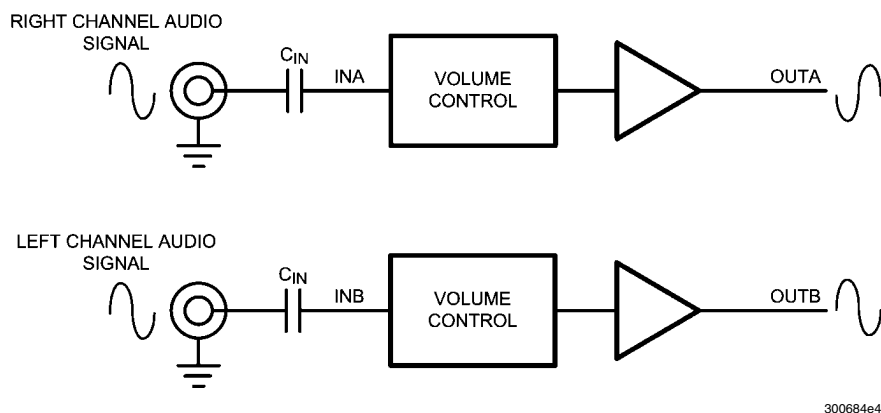 RIGHT CHANNEL AUDIO
SIGNAL
CIN
INA
VOLUME
CONTROL
OUTA
LEFT CHANNEL AUDIO
SIGNAL
CIN
INB
VOLUME
CONTROL
OUTB
300684e4